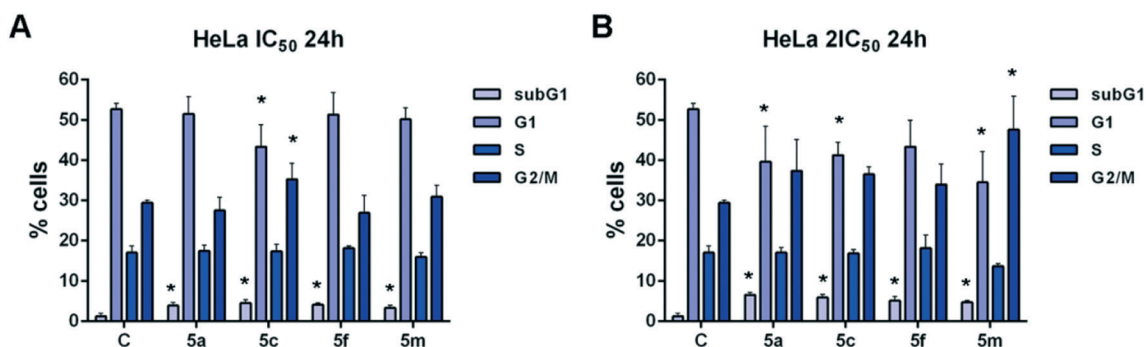 A
HeLa IC50 24h
% cells
60
50
40
30
20
10
0
* * * * * *
C 5a 5c 5f 5m
subG1
G1
S
G2/M
B
HeLa 2IC50 24h
% cells
60
50
40
30
20
10
0
* * * * * * * *
C 5a 5c 5f 5m
subG1
G1
S
G2/M